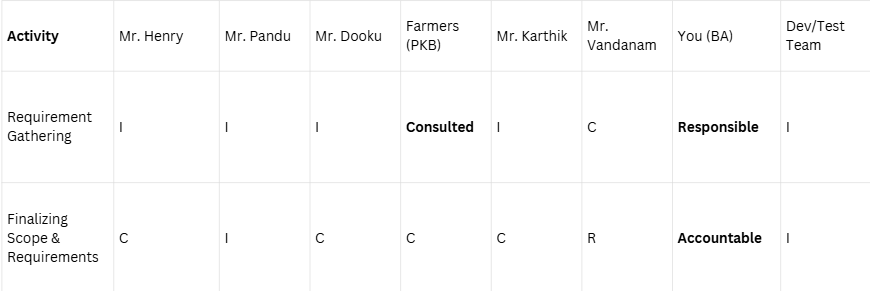 Activity Mr. Henry Mr. Pandu Mr. Dooku Farmers (PKB) Mr. Karthik Mr. Vandanam You (BA) Dev/Test Team
Requirement Gathering I I I Consulted I C Responsible I
Finalizing Scope & Requirements C I C C C R Accountable I